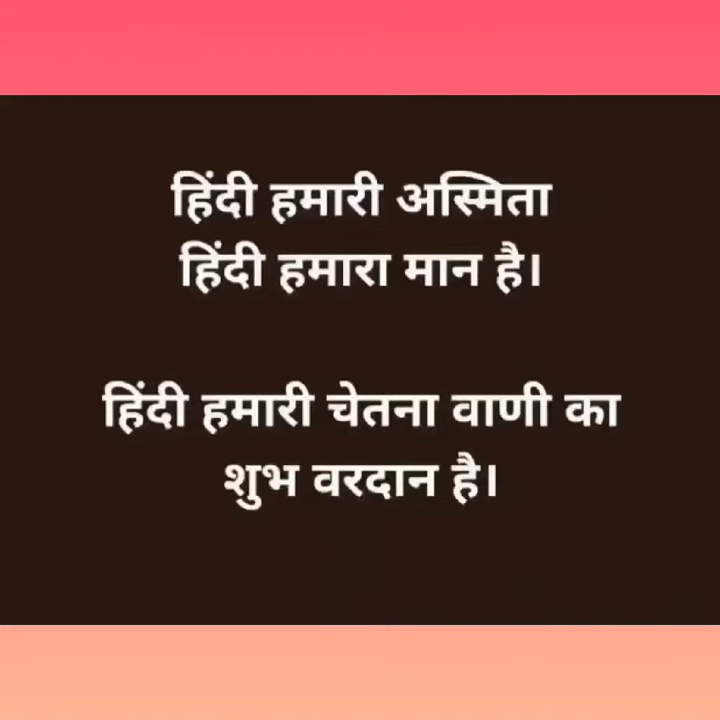 हिंदी हमारी अस्मिता
हिंदी हमारा मान है।
हिंदी हमारी चेतना वाणी का
शुभ वरदान है।